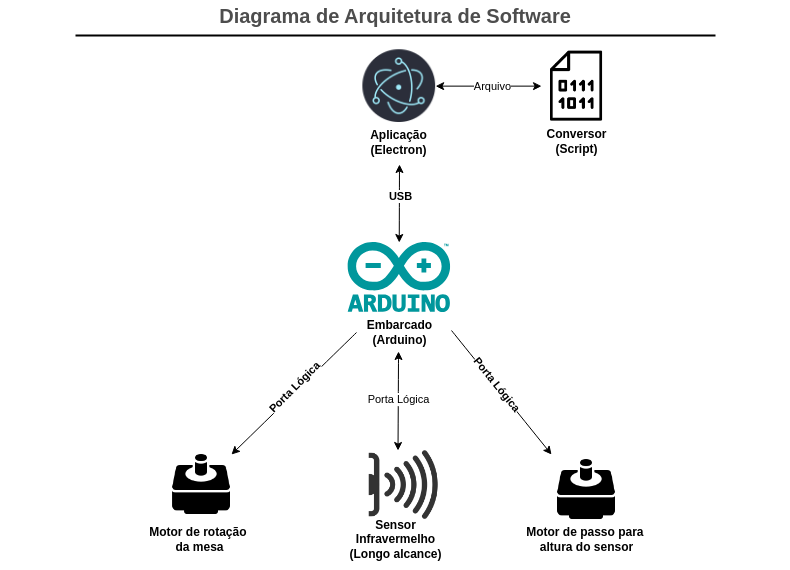 Diagrama de Arquitetura de Software
Arquivo
Aplicação
(Electron)
0111
1011
Conversor
(Script)
USB
ARDUINO
™
Embarcado
(Arduino)
Porta Lógica
Porta Lógica
Porta Lógica
Motor de rotação
da mesa
Sensor
Infravermelho
(Longo alcance)
Motor de passo para
altura do sensor